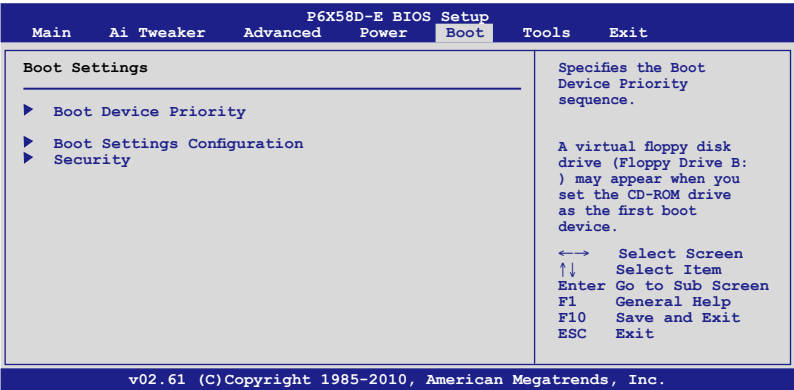 P6X58D-E BIOS Setup
Main Ai Tweaker Advanced Power Boot Tools Exit
Boot Settings
Boot Device Priority
Boot Settings Configuration
Security
Specifies the Boot
Device Priority
sequence.
A virtual floppy disk
drive (Floppy Drive B:
) may appear when you
set the CD-ROM drive
as the first boot
device.
←→ Select Screen
↑↓ Select Item
Enter Go to Sub Screen
F1 General Help
F10 Save and Exit
ESC Exit
v02.61 (C)Copyright 1985-2010, American Megatrends, Inc.